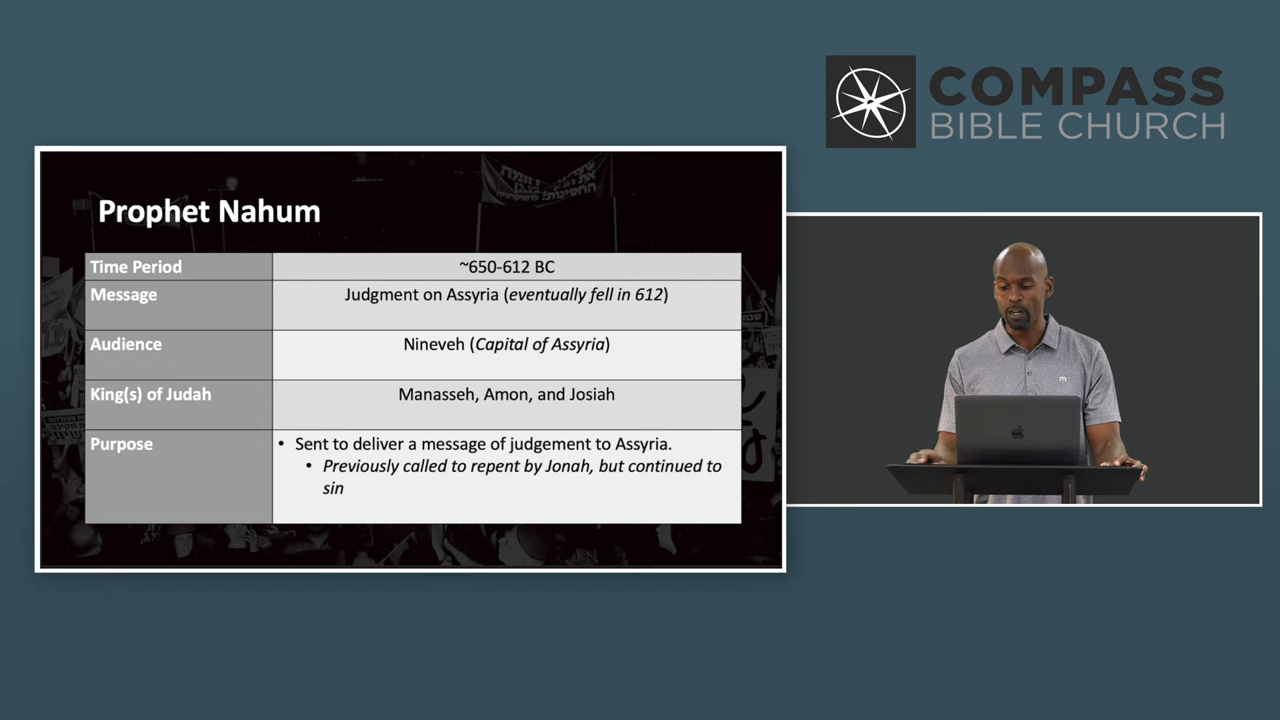 COMPASS
BIBLE CHURCH
Prophet Nahum
Time Period
~650-612 BC
Message
Judgment on Assyria (eventually fell in 612)
Audience
Nineveh (Capital of Assyria)
King(s) of Judah
Manasseh, Amon, and Josiah
Purpose
• Sent to deliver a message of judgement to Assyria.
• Previously called to repent by Jonah, but continued to
sin
m